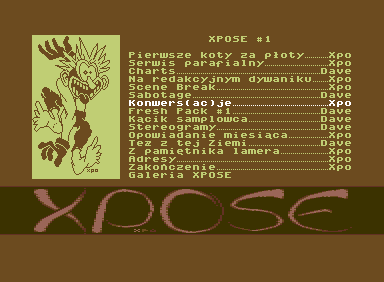 XPOSE #1
Pierwsze koty za płoty......Xpo
Serwis parafialny...........Xpo
Charts.....................Dave
Na redakcyjnym dywaniku.....Xpo
Scene Break.................Xpo
Sabotage...................Dave
Konwers(ac)je...............Xpo
Fresh Pack #1..............Dave
Kącik samplowca............Dave
Stereogramy................Dave
Opowiadanie miesiąca........Xpo
Też z tej Ziemi............Dave
Z pamiętnika lamera.........Xpo
Adresy......................Xpo
Zakończenie.................Xpo
Galeria XPOSE
xpo
XPOSE